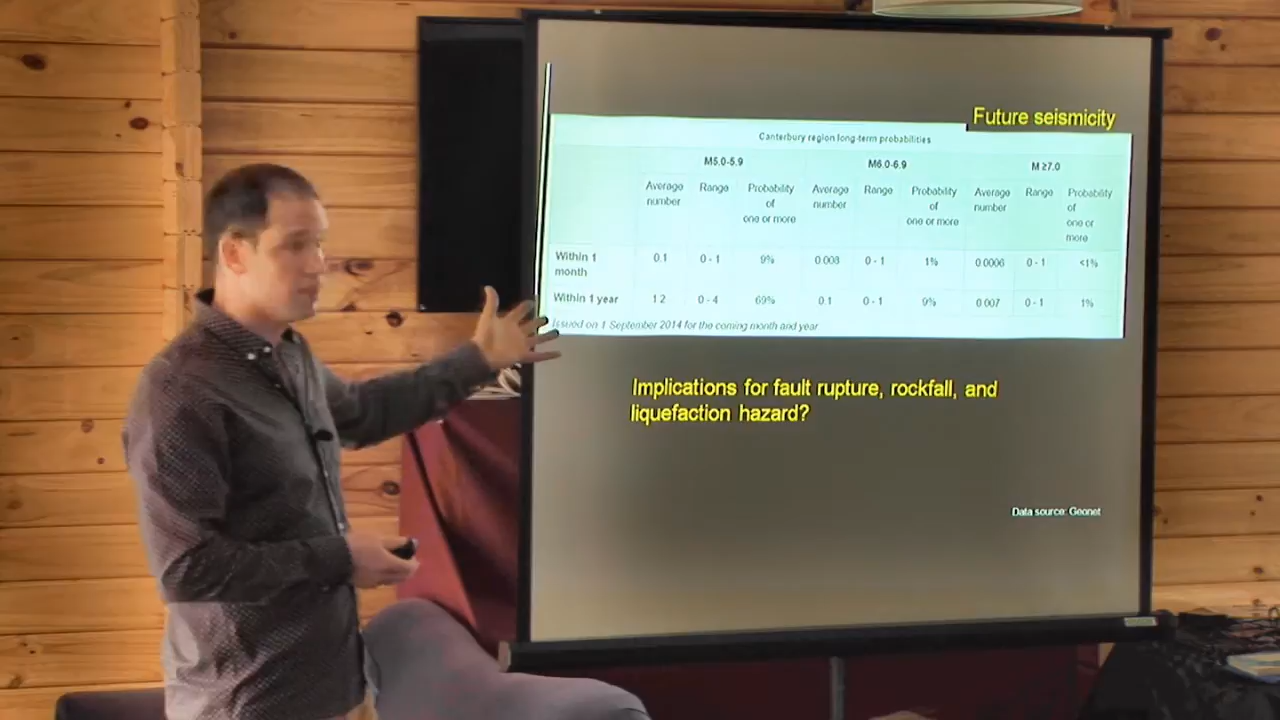 Future seismicity
Canterbury region long-term probabilities
M5.0-5.9 M6.0-6.9 M ≥7.0
Average number Range Probability of one or more Average number Range Probability of one or more Average number Range Probability of one or more
Within 1 month 0.1 0 - 1 9% 0.008 0 - 1 1% 0.0006 0 - 1 <1%
Within 1 year 1.2 0 - 4 69% 0.1 0 - 1 9% 0.007 0 - 1 1%
Issued on 1 September 2014 for the coming month and year
Implications for fault rupture, rockfall, and
liquefaction hazard?
Data source: Geonet